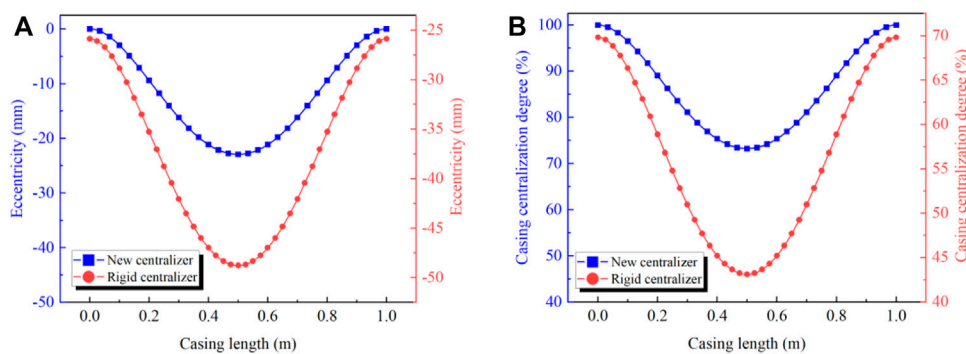 A
0
-10
-20
-30
-40
-50
Eccentricity (mm)
-25
-30
-35
-40
-45
-50
Eccentricity (mm)
New centralizer
Rigid centralizer
0.0 0.2 0.4 0.6 0.8 1.0
Casing length (m)
B
100
90
80
70
60
50
40
Casing centralization degree (%)
70
65
60
55
50
45
40
Casing centralization degree (%)
New centralizer
Rigid centralizer
0.0 0.2 0.4 0.6 0.8 1.0
Casing length (m)